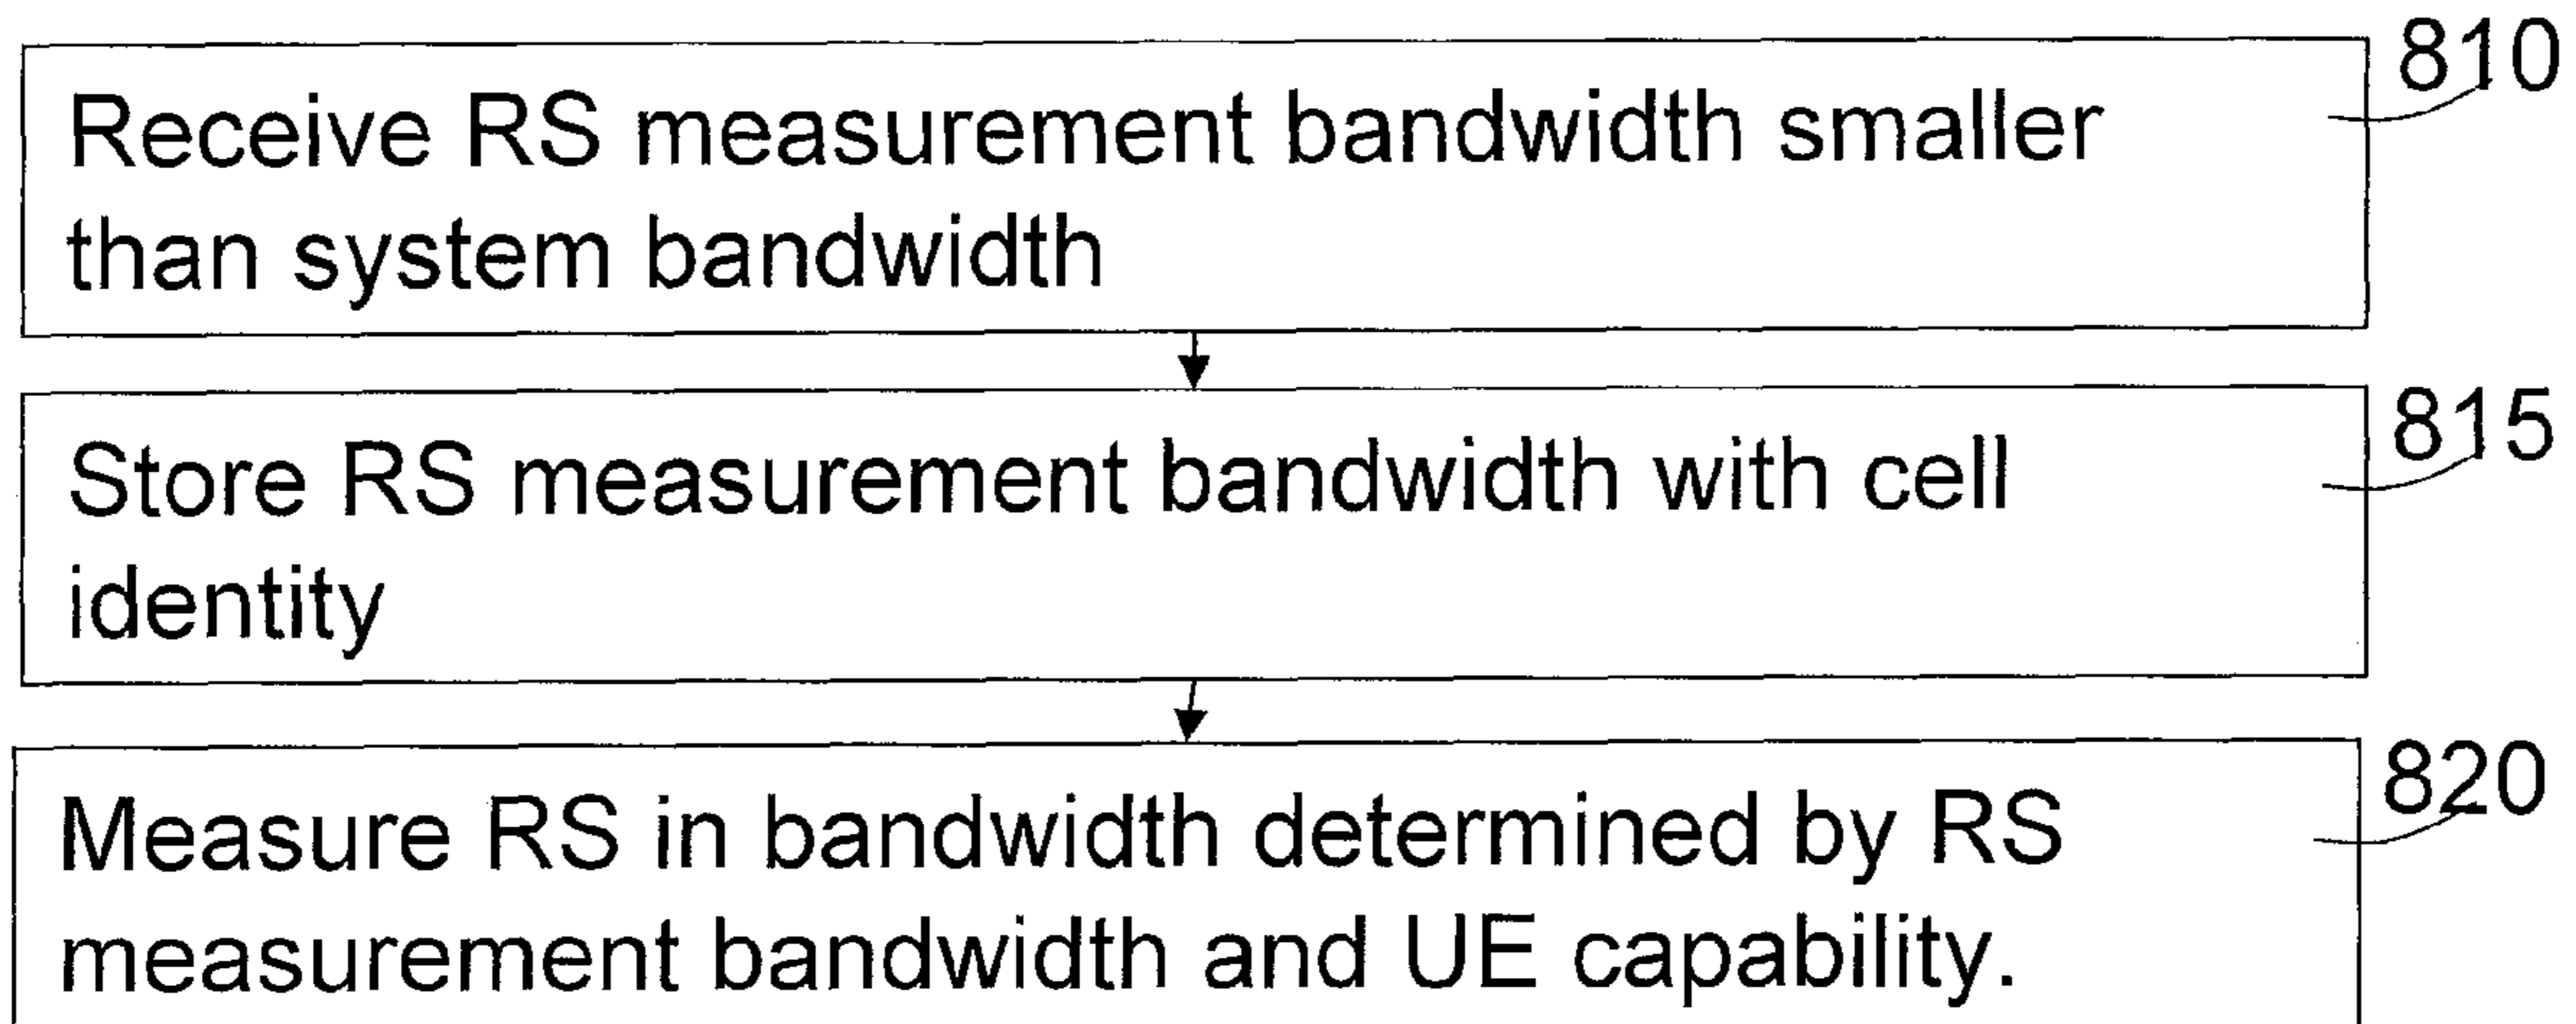 810
Receive RS measurement bandwidth smaller
than system bandwidth
815
Store RS measurement bandwidth with cell
identity
820
Measure RS in bandwidth determined by RS
measurement bandwidth and UE capability.